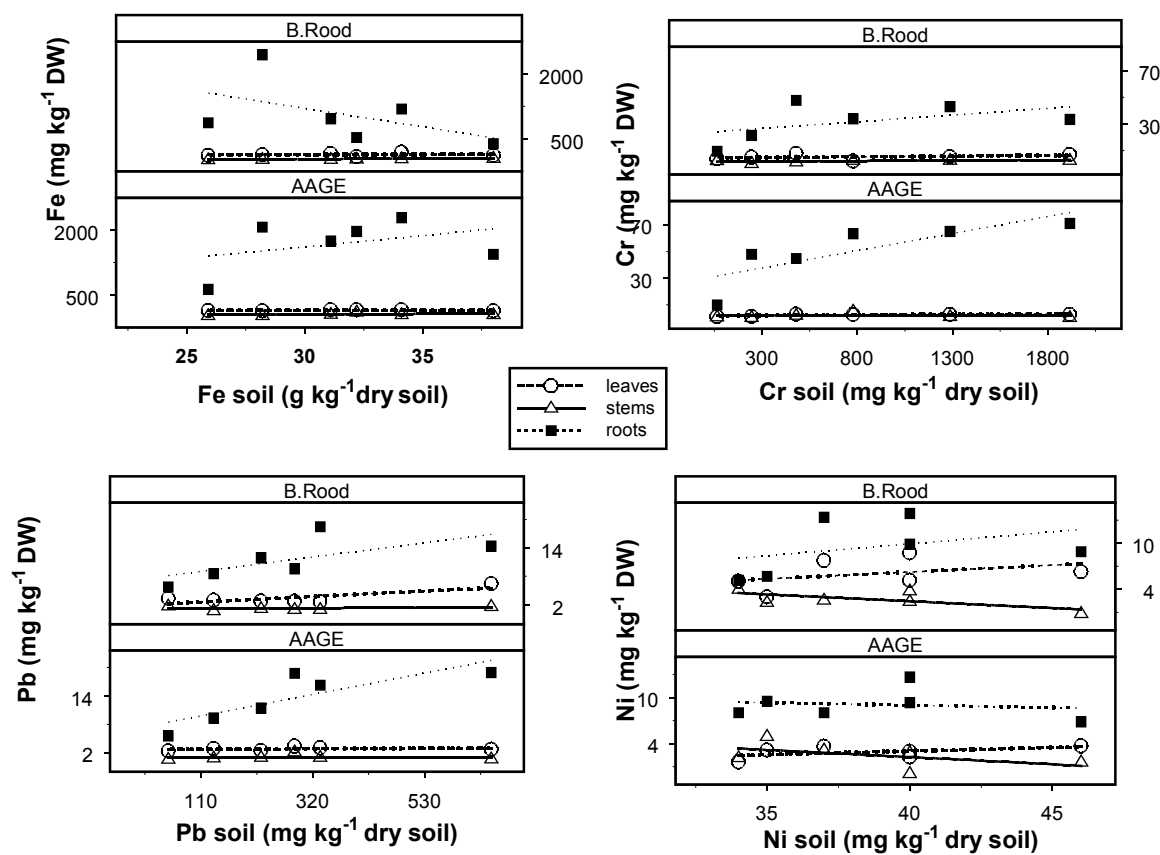 B.Rood
Fe (mg kg⁻¹ DW)
2000
500
AAGE
2000
500
25 30 35
Fe soil (g kg⁻¹ dry soil)
B.Rood
Cr (mg kg⁻¹ DW)
70
30
AAGE
70
30
300 800 1300 1800
Cr soil (mg kg⁻¹ dry soil)
leaves
stems
roots
B.Rood
Pb (mg kg⁻¹ DW)
14
2
AAGE
14
2
110 320 530
Pb soil (mg kg⁻¹ dry soil)
B.Rood
Ni (mg kg⁻¹ DW)
10
4
AAGE
10
4
35 40 45
Ni soil (mg kg⁻¹ dry soil)